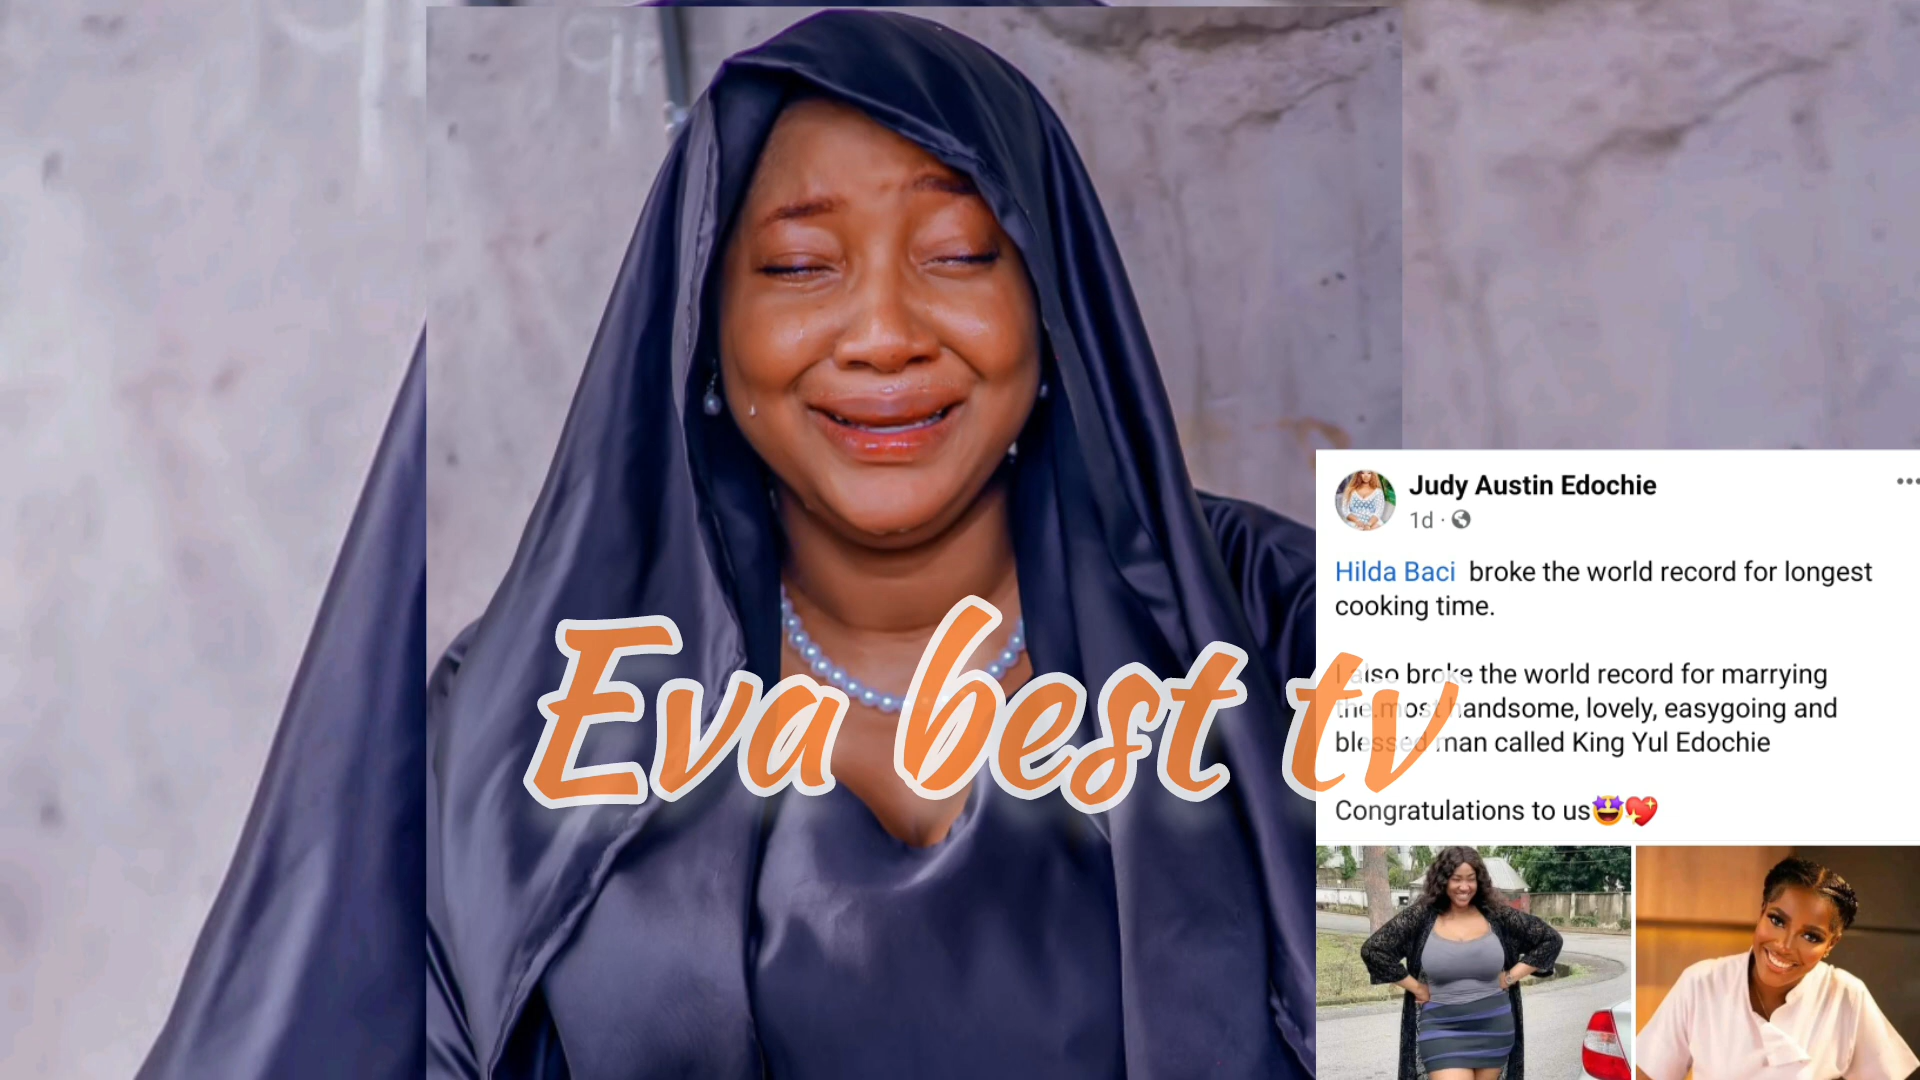 Eva best tv
Judy Austin Edochie
1d ·
Hilda Baci broke the world record for longest
cooking time.
I also broke the world record for marrying
the most handsome, lovely, easygoing and
blessed man called King Yul Edochie
Congratulations to us🤩💖